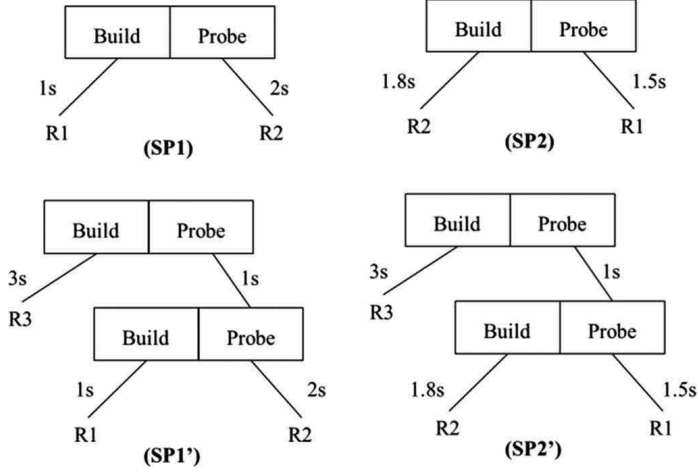 Build Probe
1s 2s
R1 R2
(SP1)
Build Probe
1.8s 1.5s
R2 R1
(SP2)
Build Probe
3s 1s
R3
Build Probe
1s 2s
R1 R2
(SP1’)
Build Probe
3s 1s
R3
Build Probe
1.8s 1.5s
R2 R1
(SP2’)